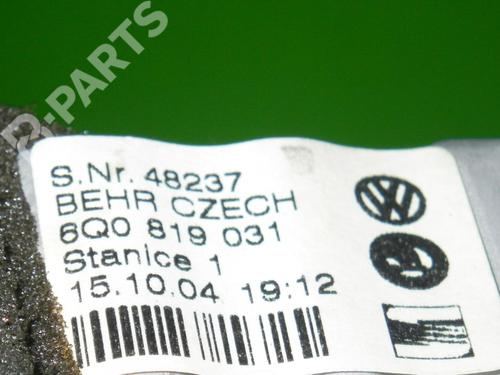 B-PARTS
S.Nr. 48237
BEHR CZECH
6Q0 819 031
Stanice 1
15.10.04 19:12